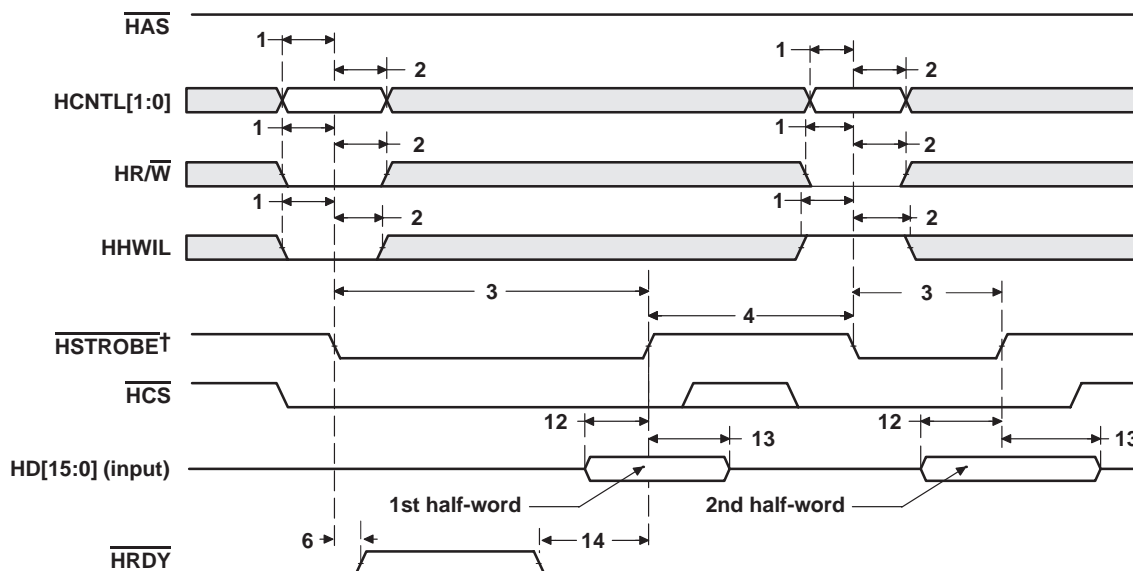 HAS
1
1
2
2
HCNTL[1:0]
1
1
2
2
HR/W
1
1
2
2
HHWIL
3
3
4
HSTROBE†
HCS
12
12
13
13
HD[15:0] (input)
1st half-word
2nd half-word
6
14
HRDY